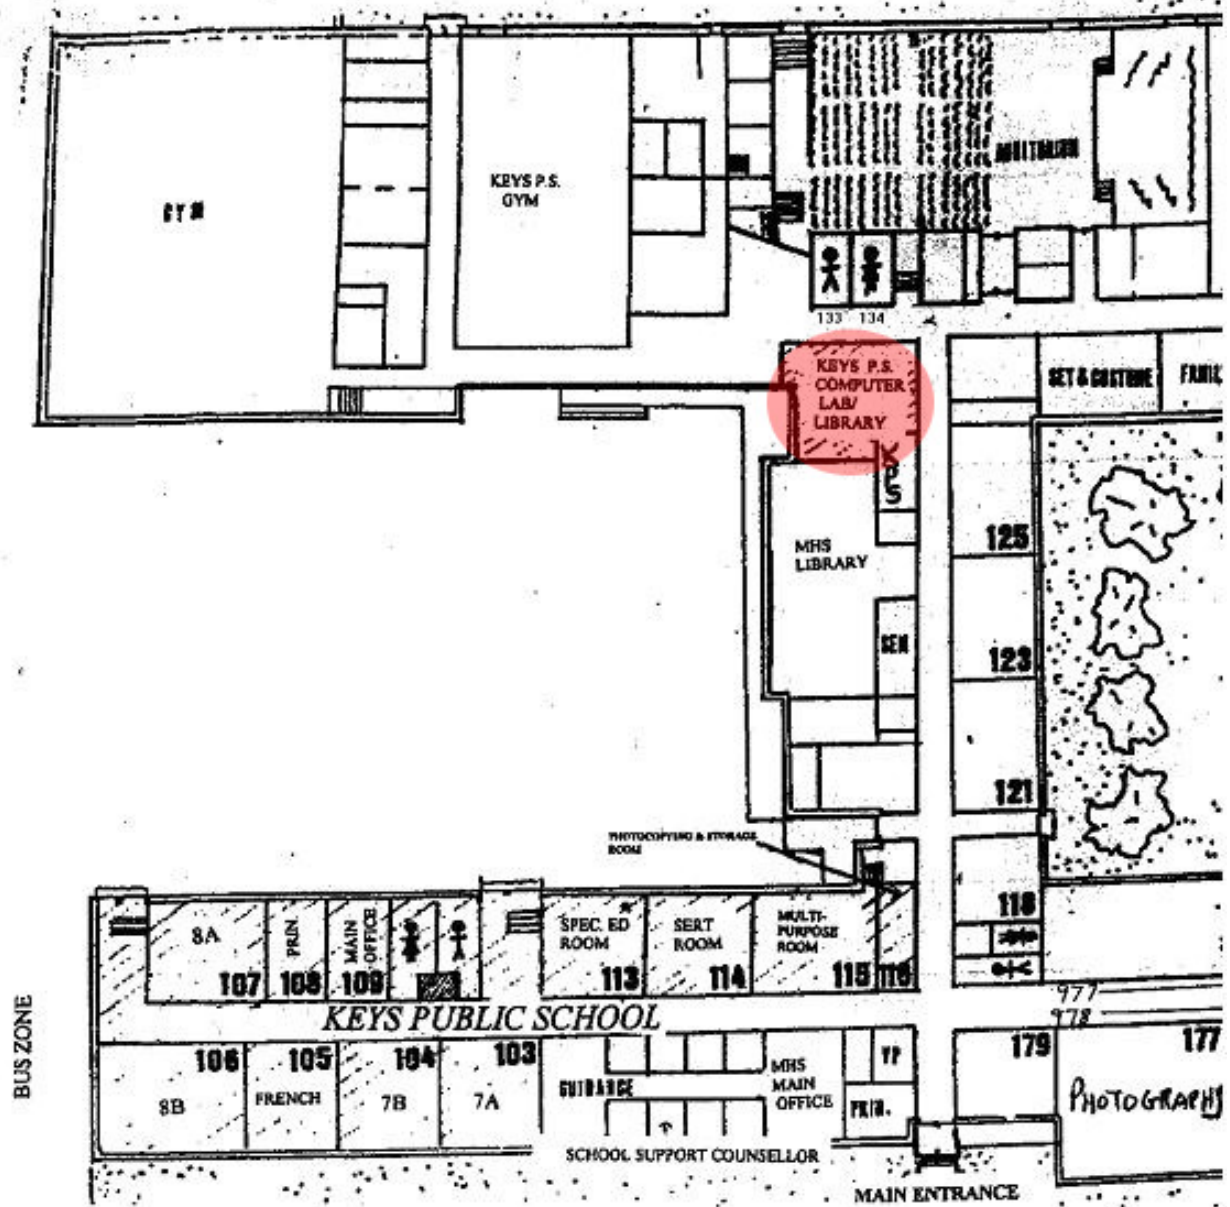 GYM
KEYS P.S.
GYM
AUDITORIUM
133
134
KEYS P.S.
COMPUTER
LAB/
LIBRARY
SET & COSTUME
KPS
MHS
LIBRARY
125
SEM
123
121
PHOTOCOPYING & STORAGE
ROOM
118
8A
107
PRIN.
108
MAIN
OFFICE
109
SPEC. ED
ROOM
113
SERT
ROOM
114
MULTI-
PURPOSE
ROOM
115
116
977
978
KEYS PUBLIC SCHOOL
BUS ZONE
106
8B
105
FRENCH
104
7B
103
7A
GUIDANCE
MHS
MAIN
OFFICE
VP
PRIN.
179
177
PHOTOGRAPHY
SCHOOL SUPPORT COUNSELLOR
MAIN ENTRANCE